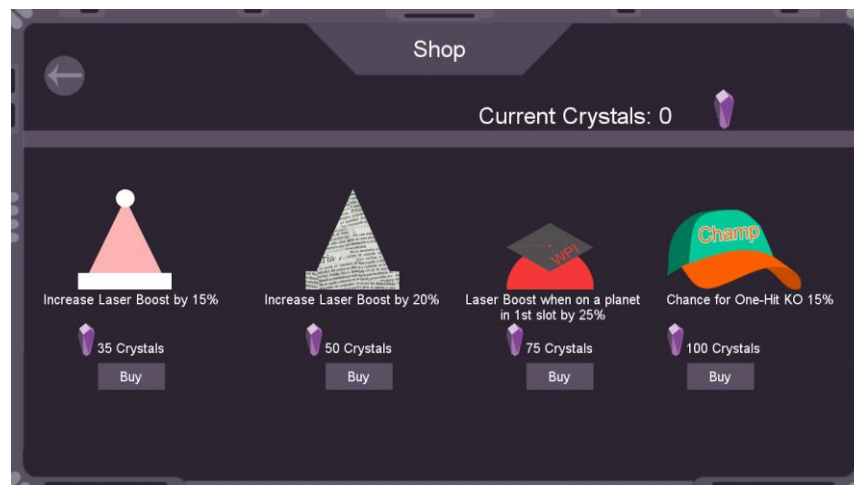 Shop
Current Crystals: 0
WPI
Champ
Increase Laser Boost by 15%
Increase Laser Boost by 20%
Laser Boost when on a planet
in 1st slot by 25%
Chance for One-Hit KO 15%
35 Crystals
50 Crystals
75 Crystals
100 Crystals
Buy
Buy
Buy
Buy